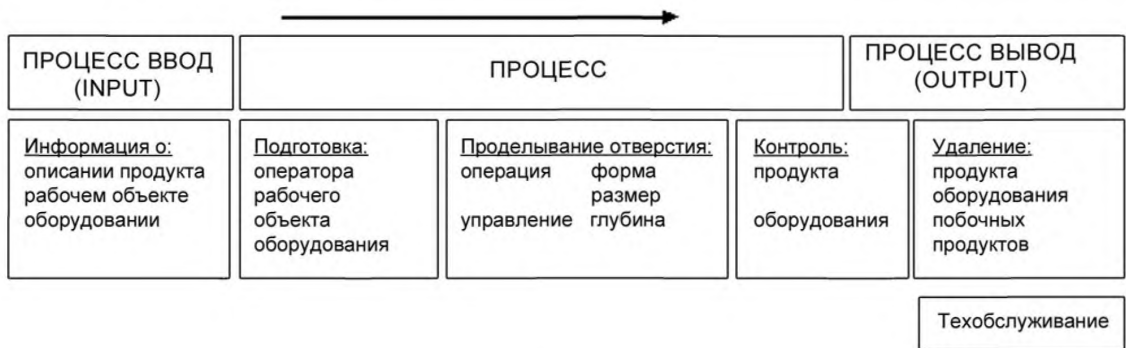 ПРОЦЕСС ВВОД
(INPUT)
ПРОЦЕСС
ПРОЦЕСС ВЫВОД
(OUTPUT)
Информация о:
описании продукта
рабочем объекте
оборудовании
Подготовка:
оператора
рабочего
объекта
оборудования
Проделывание отверстия:
операция форма
размер
управление глубина
Контроль:
продукта
оборудования
Удаление:
продукта
оборудования
побочных
продуктов
Техобслуживание